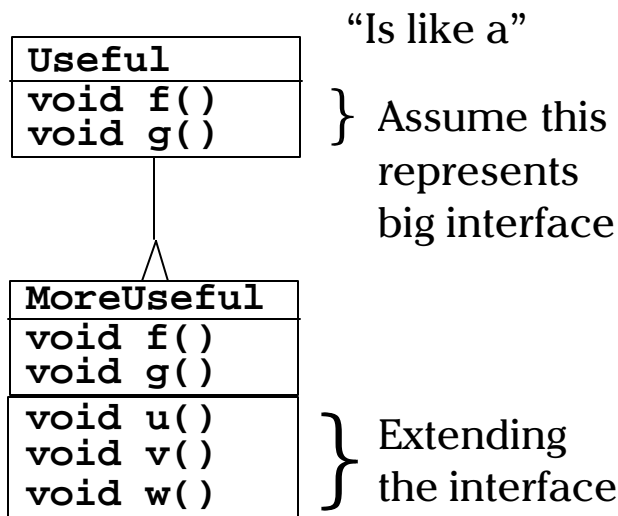 “Is like a”
Useful
void f()
void g()
} Assume this
represents
big interface
MoreUseful
void f()
void g()
void u()
void v()
void w()
} Extending
the interface